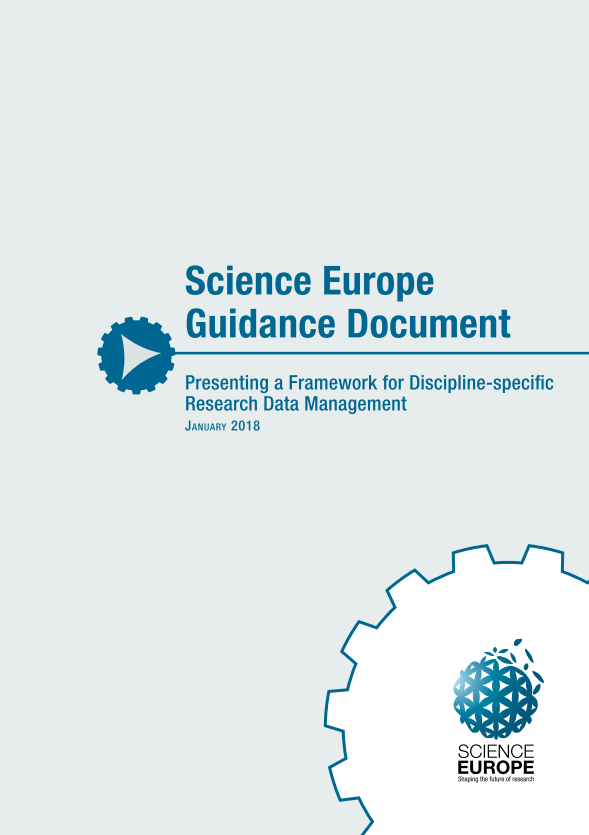 Science Europe
Guidance Document
Presenting a Framework for Discipline-specific
Research Data Management
January 2018
SCIENCE
EUROPE
Shaping the future of research